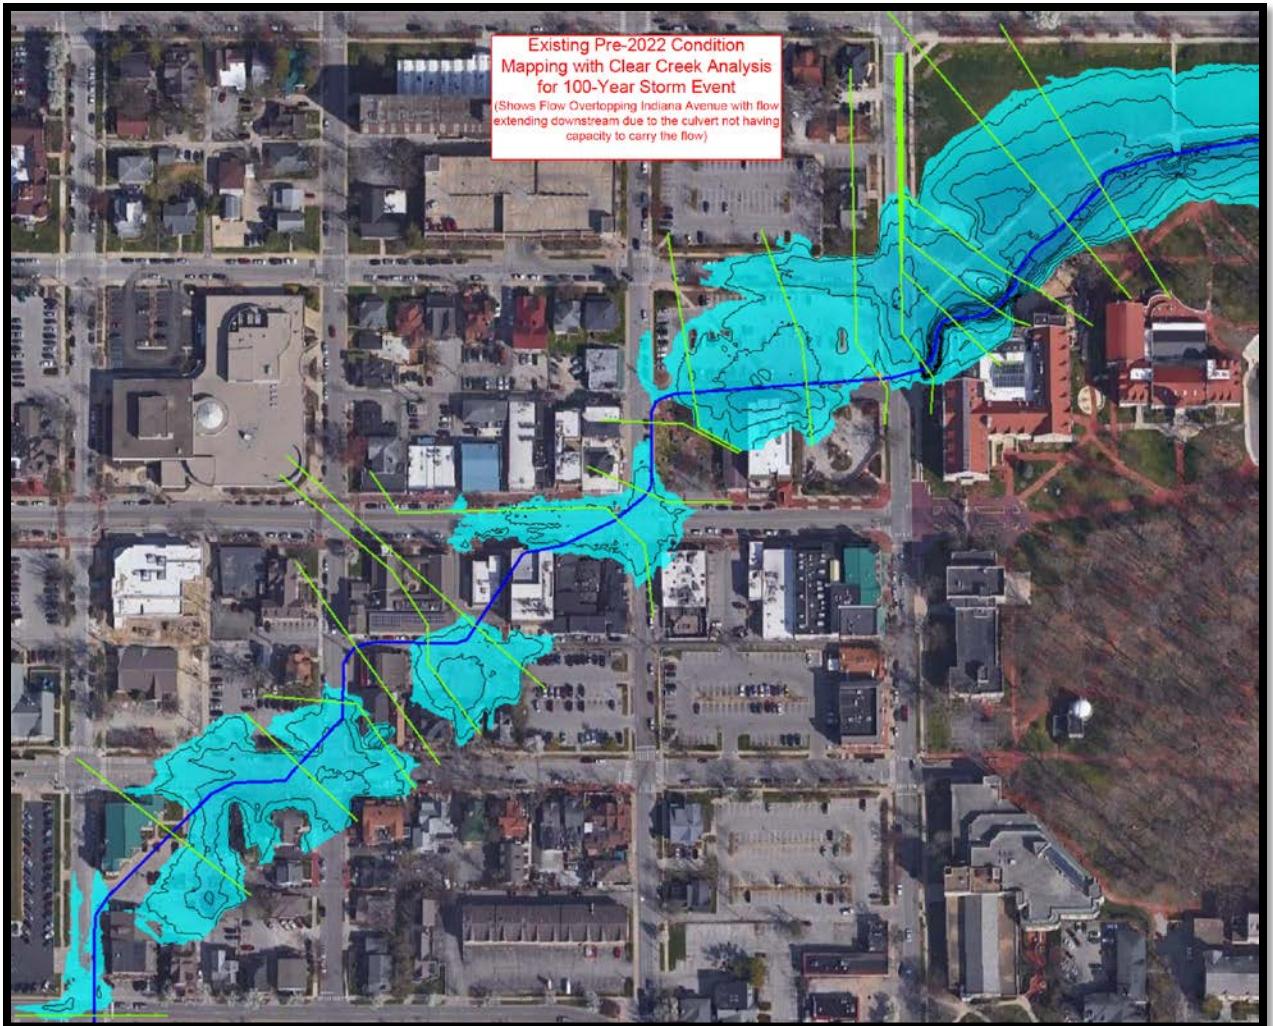 Existing Pre-2022 Condition
Mapping with Clear Creek Analysis
for 100-Year Storm Event
(Shows Flow Overtopping Indiana Avenue with flow
extending downstream due to the culvert not having
capacity to carry the flow)